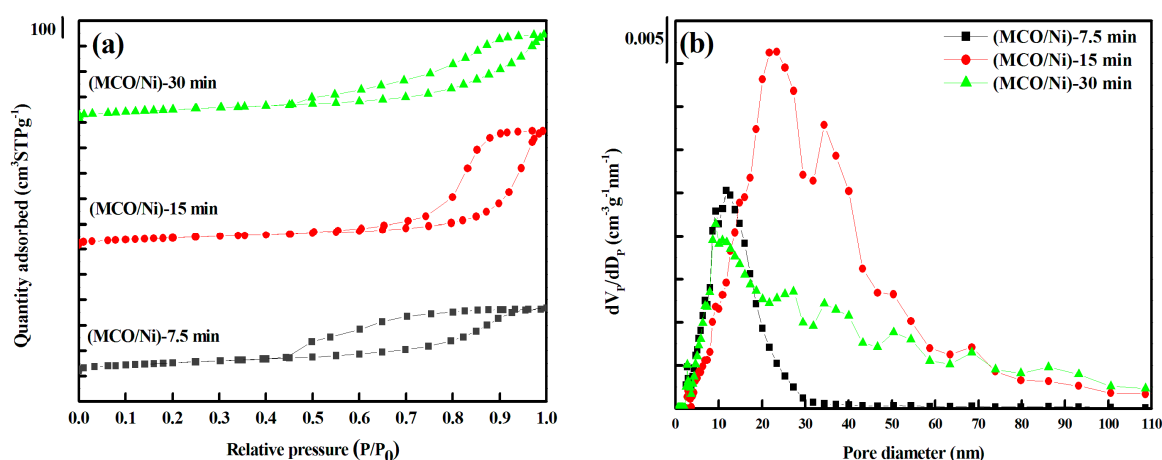 100
(a)
(MCO/Ni)-30 min
(MCO/Ni)-15 min
(MCO/Ni)-7.5 min
Quantity adsorbed (cm³STPg⁻¹)
0.0 0.1 0.2 0.3 0.4 0.5 0.6 0.7 0.8 0.9 1.0
Relative pressure (P/P₀)
0.005
(b)
(MCO/Ni)-7.5 min
(MCO/Ni)-15 min
(MCO/Ni)-30 min
dVₚ/dDₚ (cm⁻³g⁻¹nm⁻¹)
0 10 20 30 40 50 60 70 80 90 100 110
Pore diameter (nm)